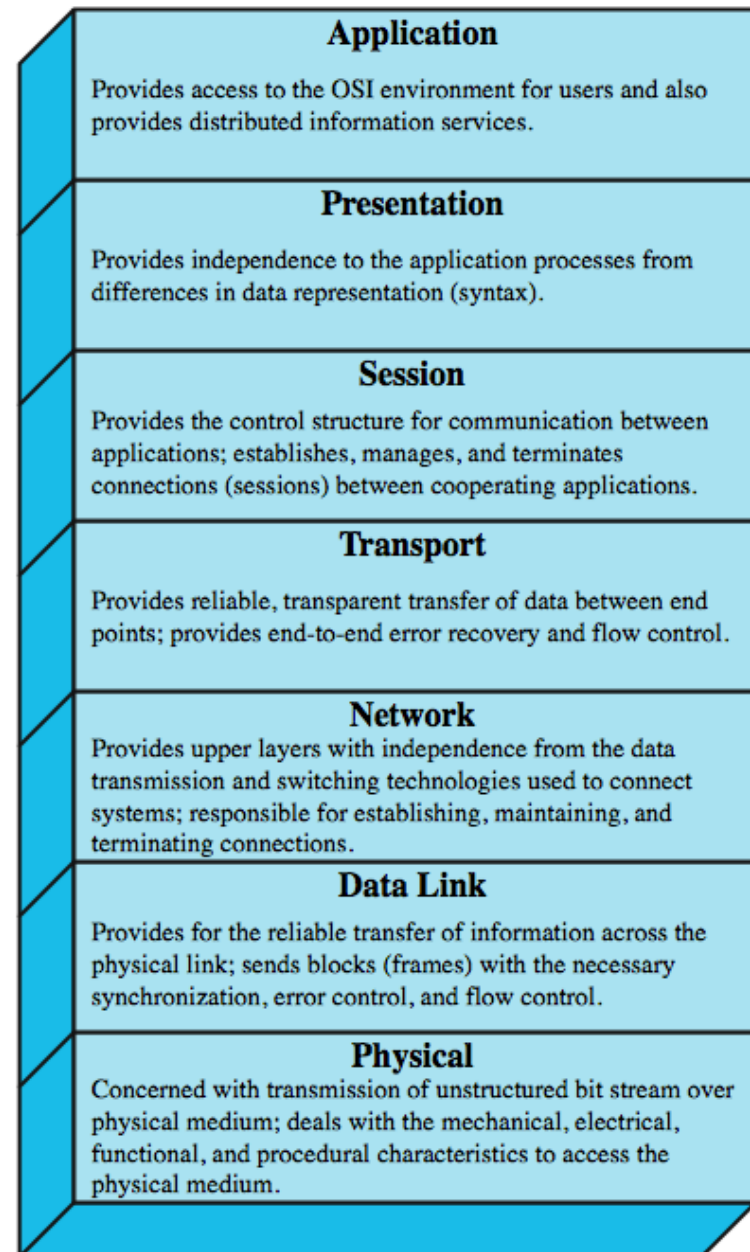 Application
Provides access to the OSI environment for users and also
provides distributed information services.
Presentation
Provides independence to the application processes from
differences in data representation (syntax).
Session
Provides the control structure for communication between
applications; establishes, manages, and terminates
connections (sessions) between cooperating applications.
Transport
Provides reliable, transparent transfer of data between end
points; provides end-to-end error recovery and flow control.
Network
Provides upper layers with independence from the data
transmission and switching technologies used to connect
systems; responsible for establishing, maintaining, and
terminating connections.
Data Link
Provides for the reliable transfer of information across the
physical link; sends blocks (frames) with the necessary
synchronization, error control, and flow control.
Physical
Concerned with transmission of unstructured bit stream over
physical medium; deals with the mechanical, electrical,
functional, and procedural characteristics to access the
physical medium.